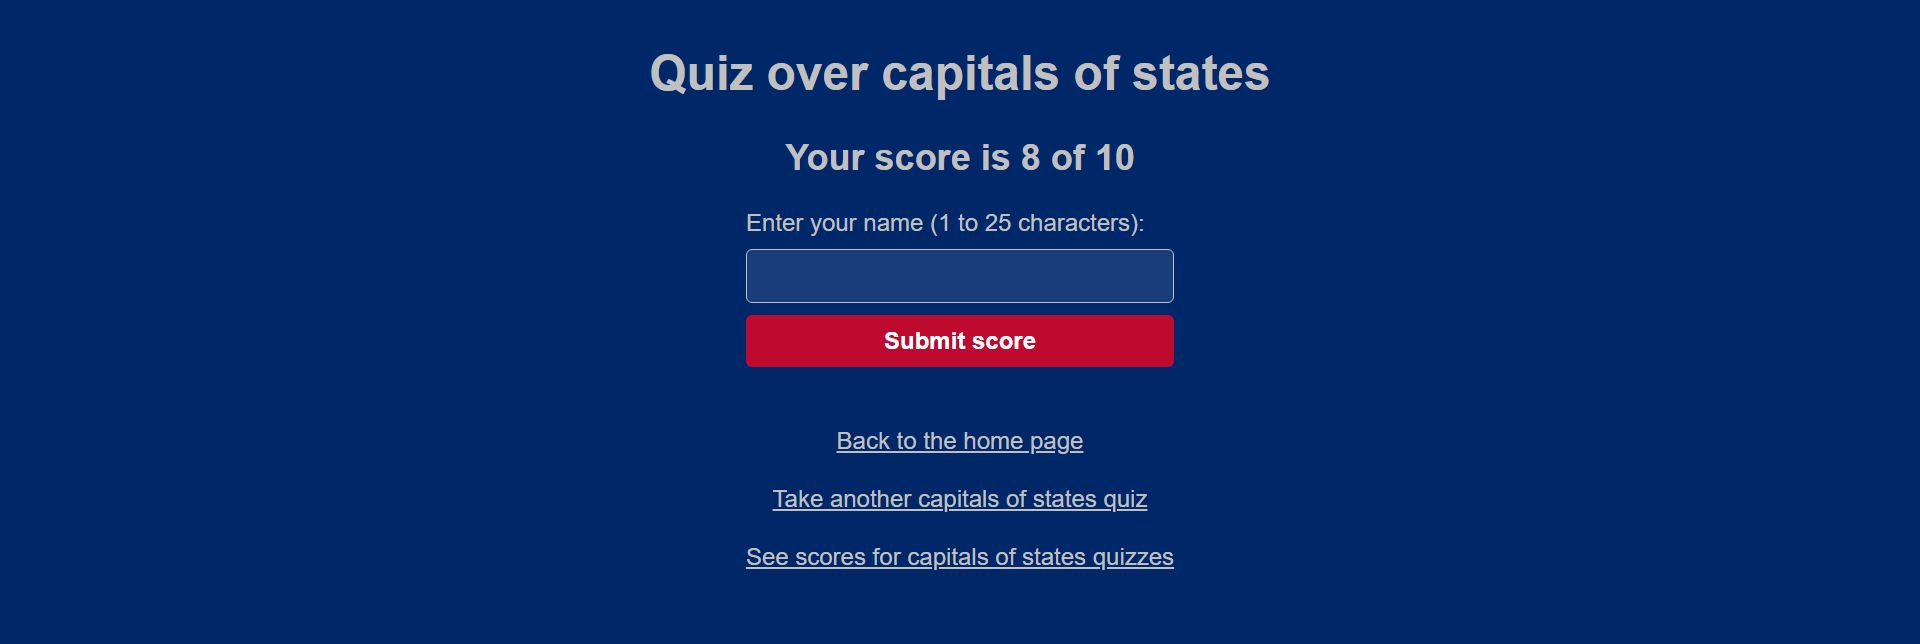 Quiz over capitals of states
Your score is 8 of 10
Enter your name (1 to 25 characters):
Submit score
Back to the home page
Take another capitals of states quiz
See scores for capitals of states quizzes